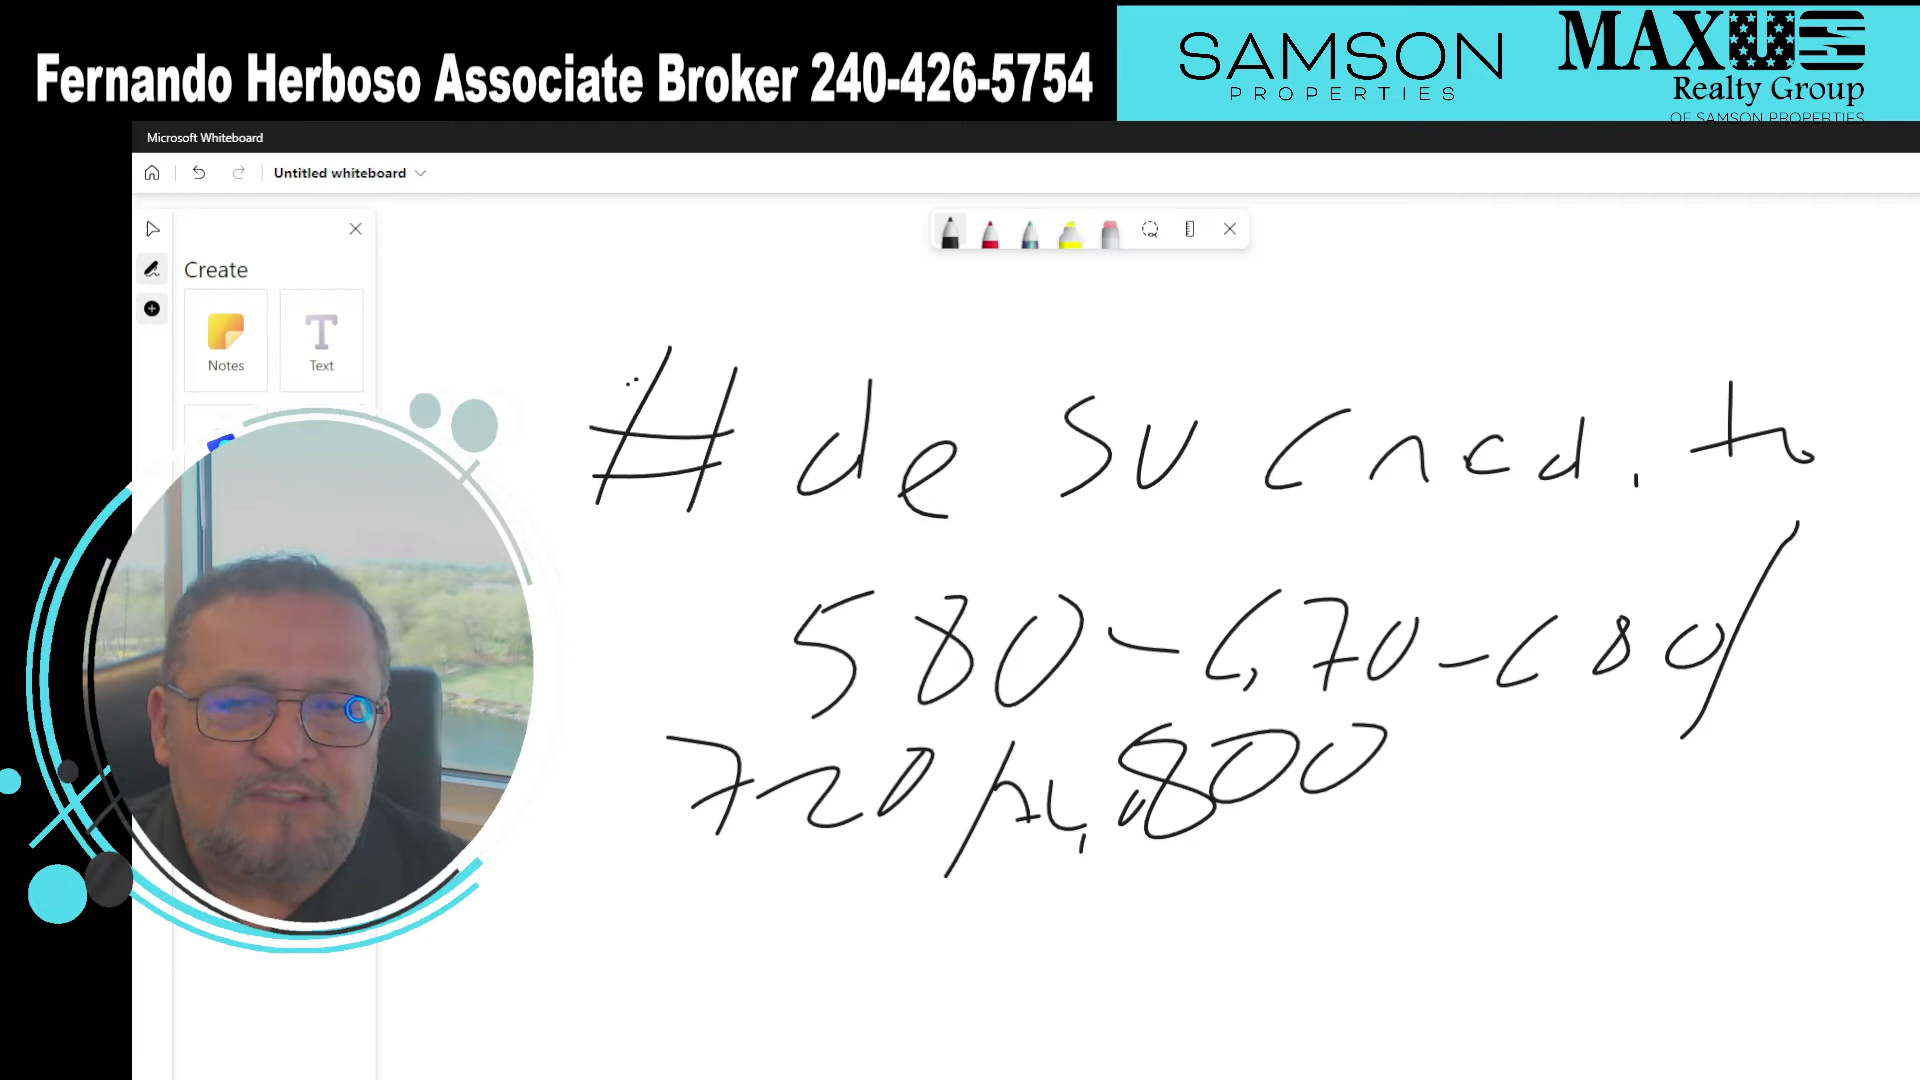 Fernando Herboso Associate Broker 240-426-5754
SAMSON
PROPERTIES
MAXUS
Realty Group
OF SAMSON PROPERTIES
Microsoft Whiteboard
Untitled whiteboard
Create
Notes
Text
# de su credito
580-670-680/
720 800